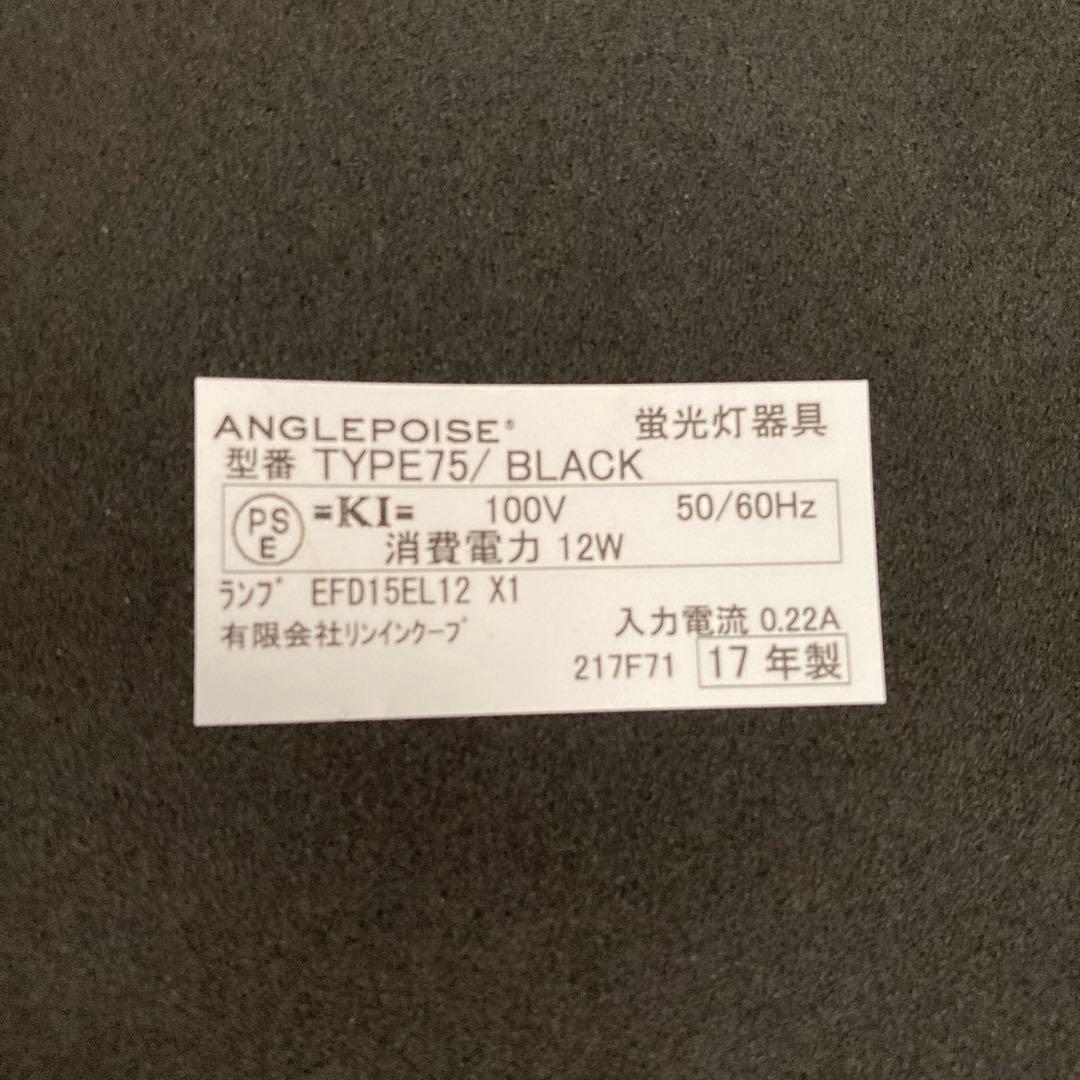 ANGLEPOISE® 蛍光灯器具
型番 TYPE75/ BLACK
PSE =KI= 100V 50/60Hz
消費電力 12W
ﾗﾝﾌﾟ EFD15EL12 X1
入力電流 0.22A
有限会社ﾘﾝｲﾝｸｰﾌﾟ
217F71 17 年製